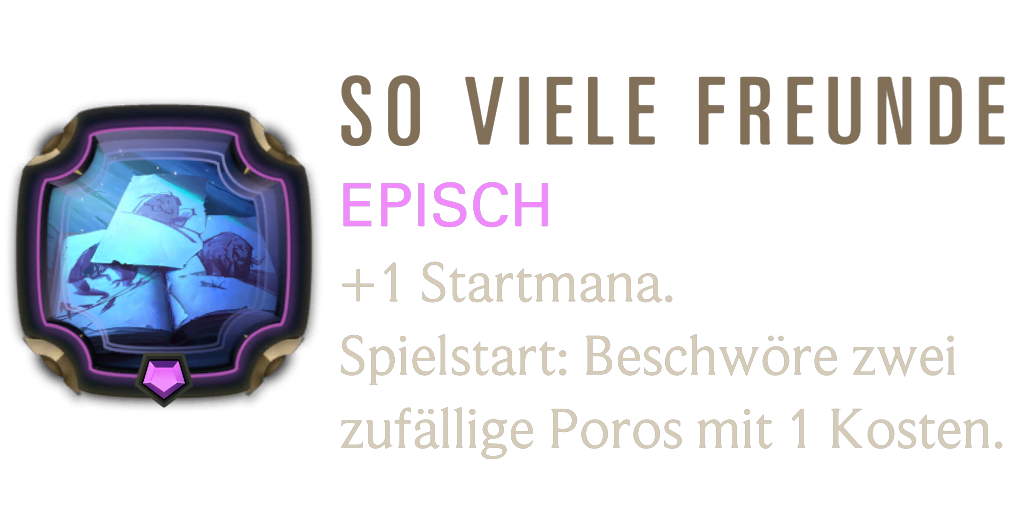 SO VIELE FREUNDE
EPISCH
+1 Startmana.
Spielstart: Beschwöre zwei
zufällige Poros mit 1 Kosten.